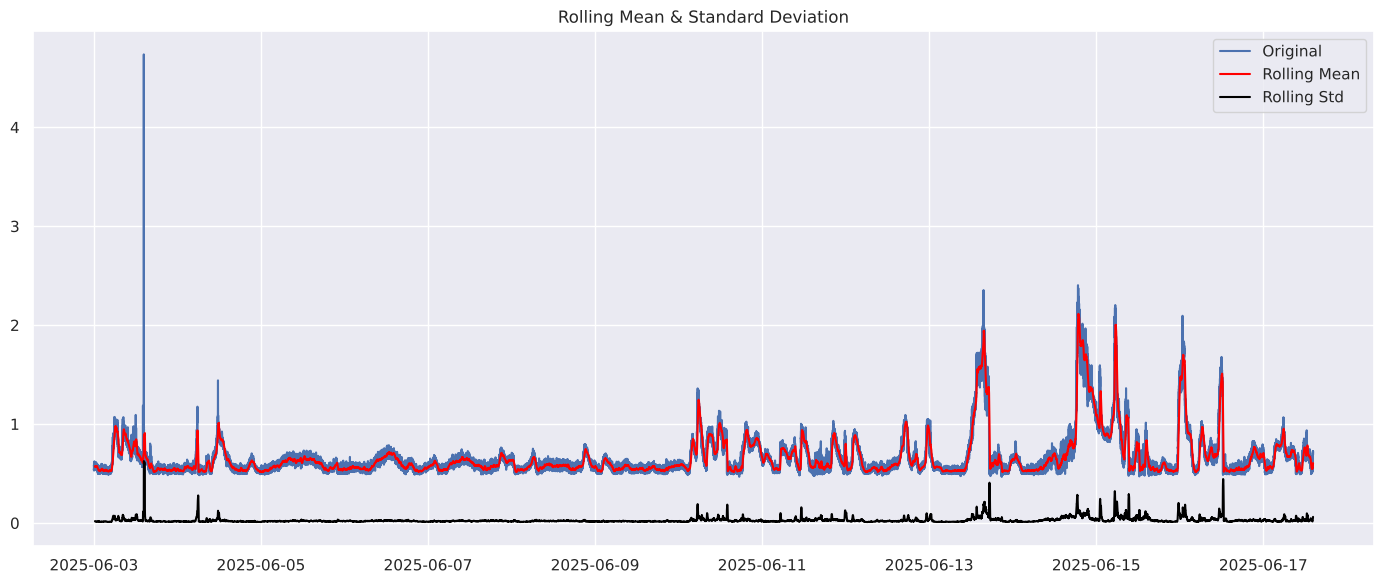 Rolling Mean & Standard Deviation
Original
Rolling Mean
Rolling Std
4
3
2
1
0
2025-06-03 2025-06-05 2025-06-07 2025-06-09 2025-06-11 2025-06-13 2025-06-15 2025-06-17